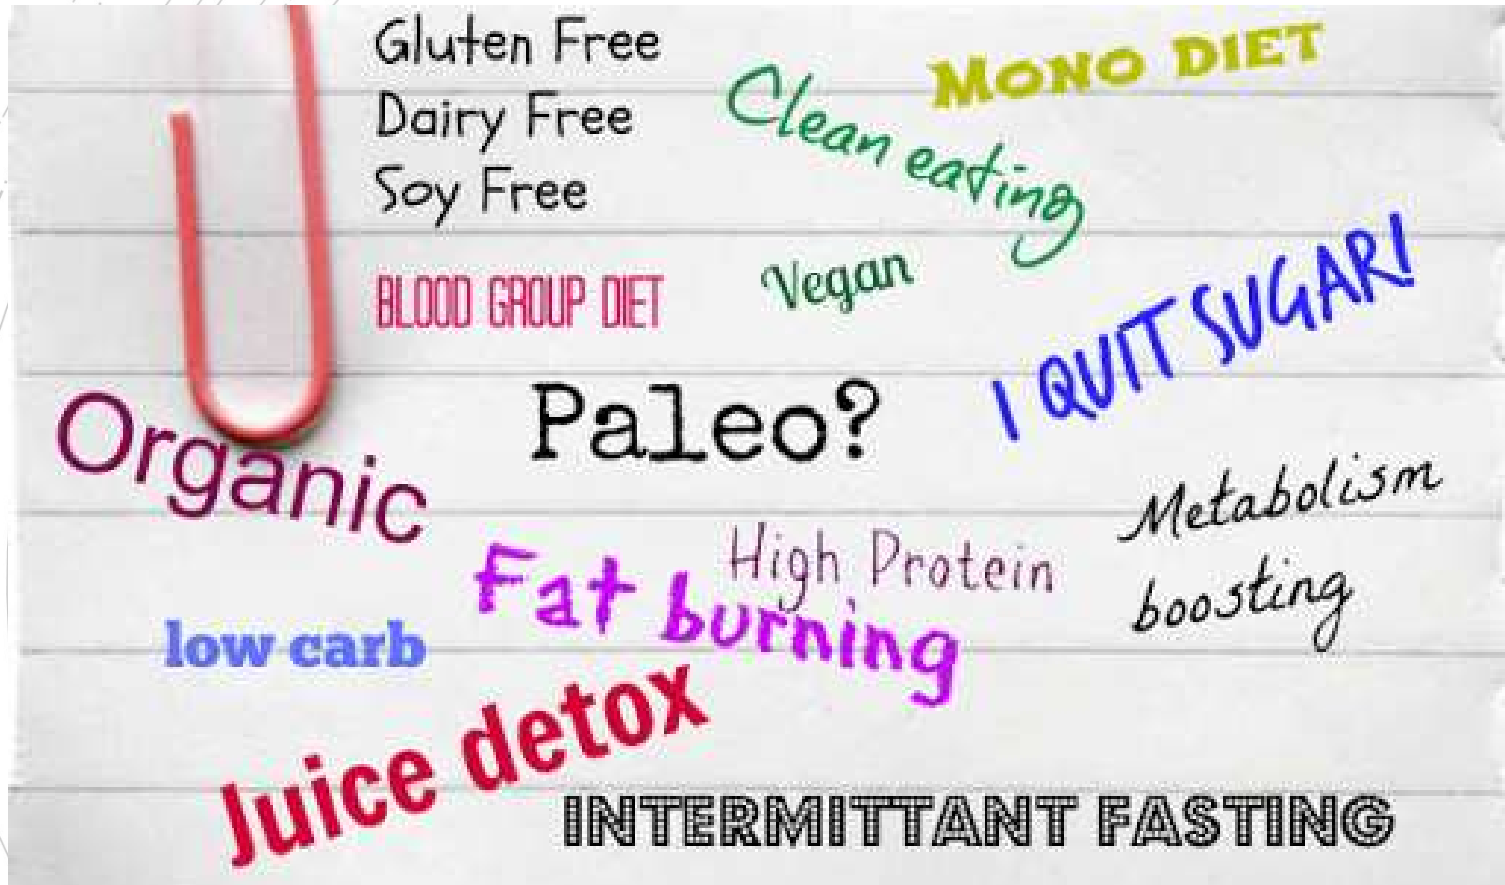 Gluten Free
MONO DIET
Clean eating
Dairy Free
Soy Free
BLOOD GROUP DIET
Vegan
I QUIT SUGAR!
Organic
Paleo?
Metabolism
boosting
High Protein
Fat burning
low carb
Juice detox
INTERMITTANT FASTING